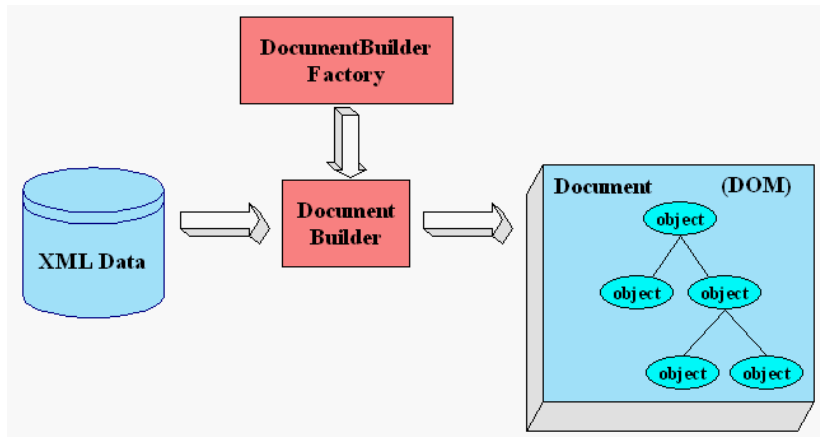 DocumentBuilder
Factory
XML Data
Document
Builder
Document (DOM)
object
object
object
object
object